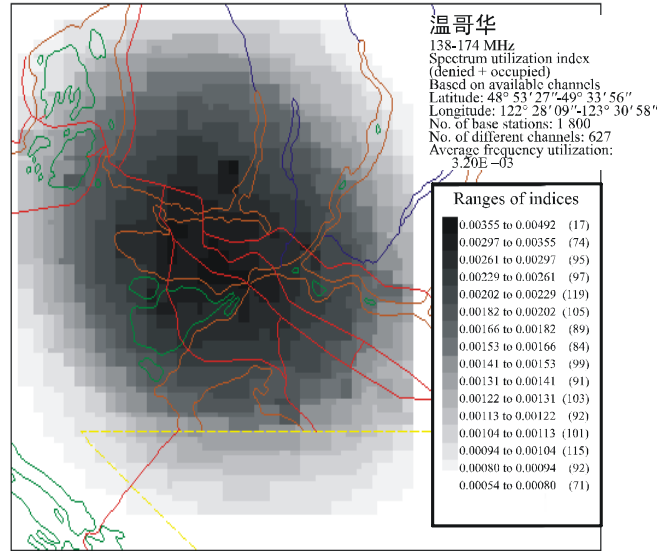 温哥华
138-174 MHz
Spectrum utilization index
(denied + occupied)
Based on available channels
Latitude: 48° 53′27″-49° 33′56″
Longitude: 122° 28′09″-123° 30′58″
No. of base stations: 1 800
No. of different channels: 627
Average frequency utilization:
3.20E –03
Ranges of indices
0.00355 to 0.00492 (17)
0.00297 to 0.00355 (74)
0.00261 to 0.00297 (95)
0.00229 to 0.00261 (97)
0.00202 to 0.00229 (119)
0.00182 to 0.00202 (105)
0.00166 to 0.00182 (89)
0.00153 to 0.00166 (84)
0.00141 to 0.00153 (99)
0.00131 to 0.00141 (91)
0.00122 to 0.00131 (103)
0.00113 to 0.00122 (92)
0.00104 to 0.00113 (101)
0.00094 to 0.00104 (115)
0.00080 to 0.00094 (92)
0.00054 to 0.00080 (71)